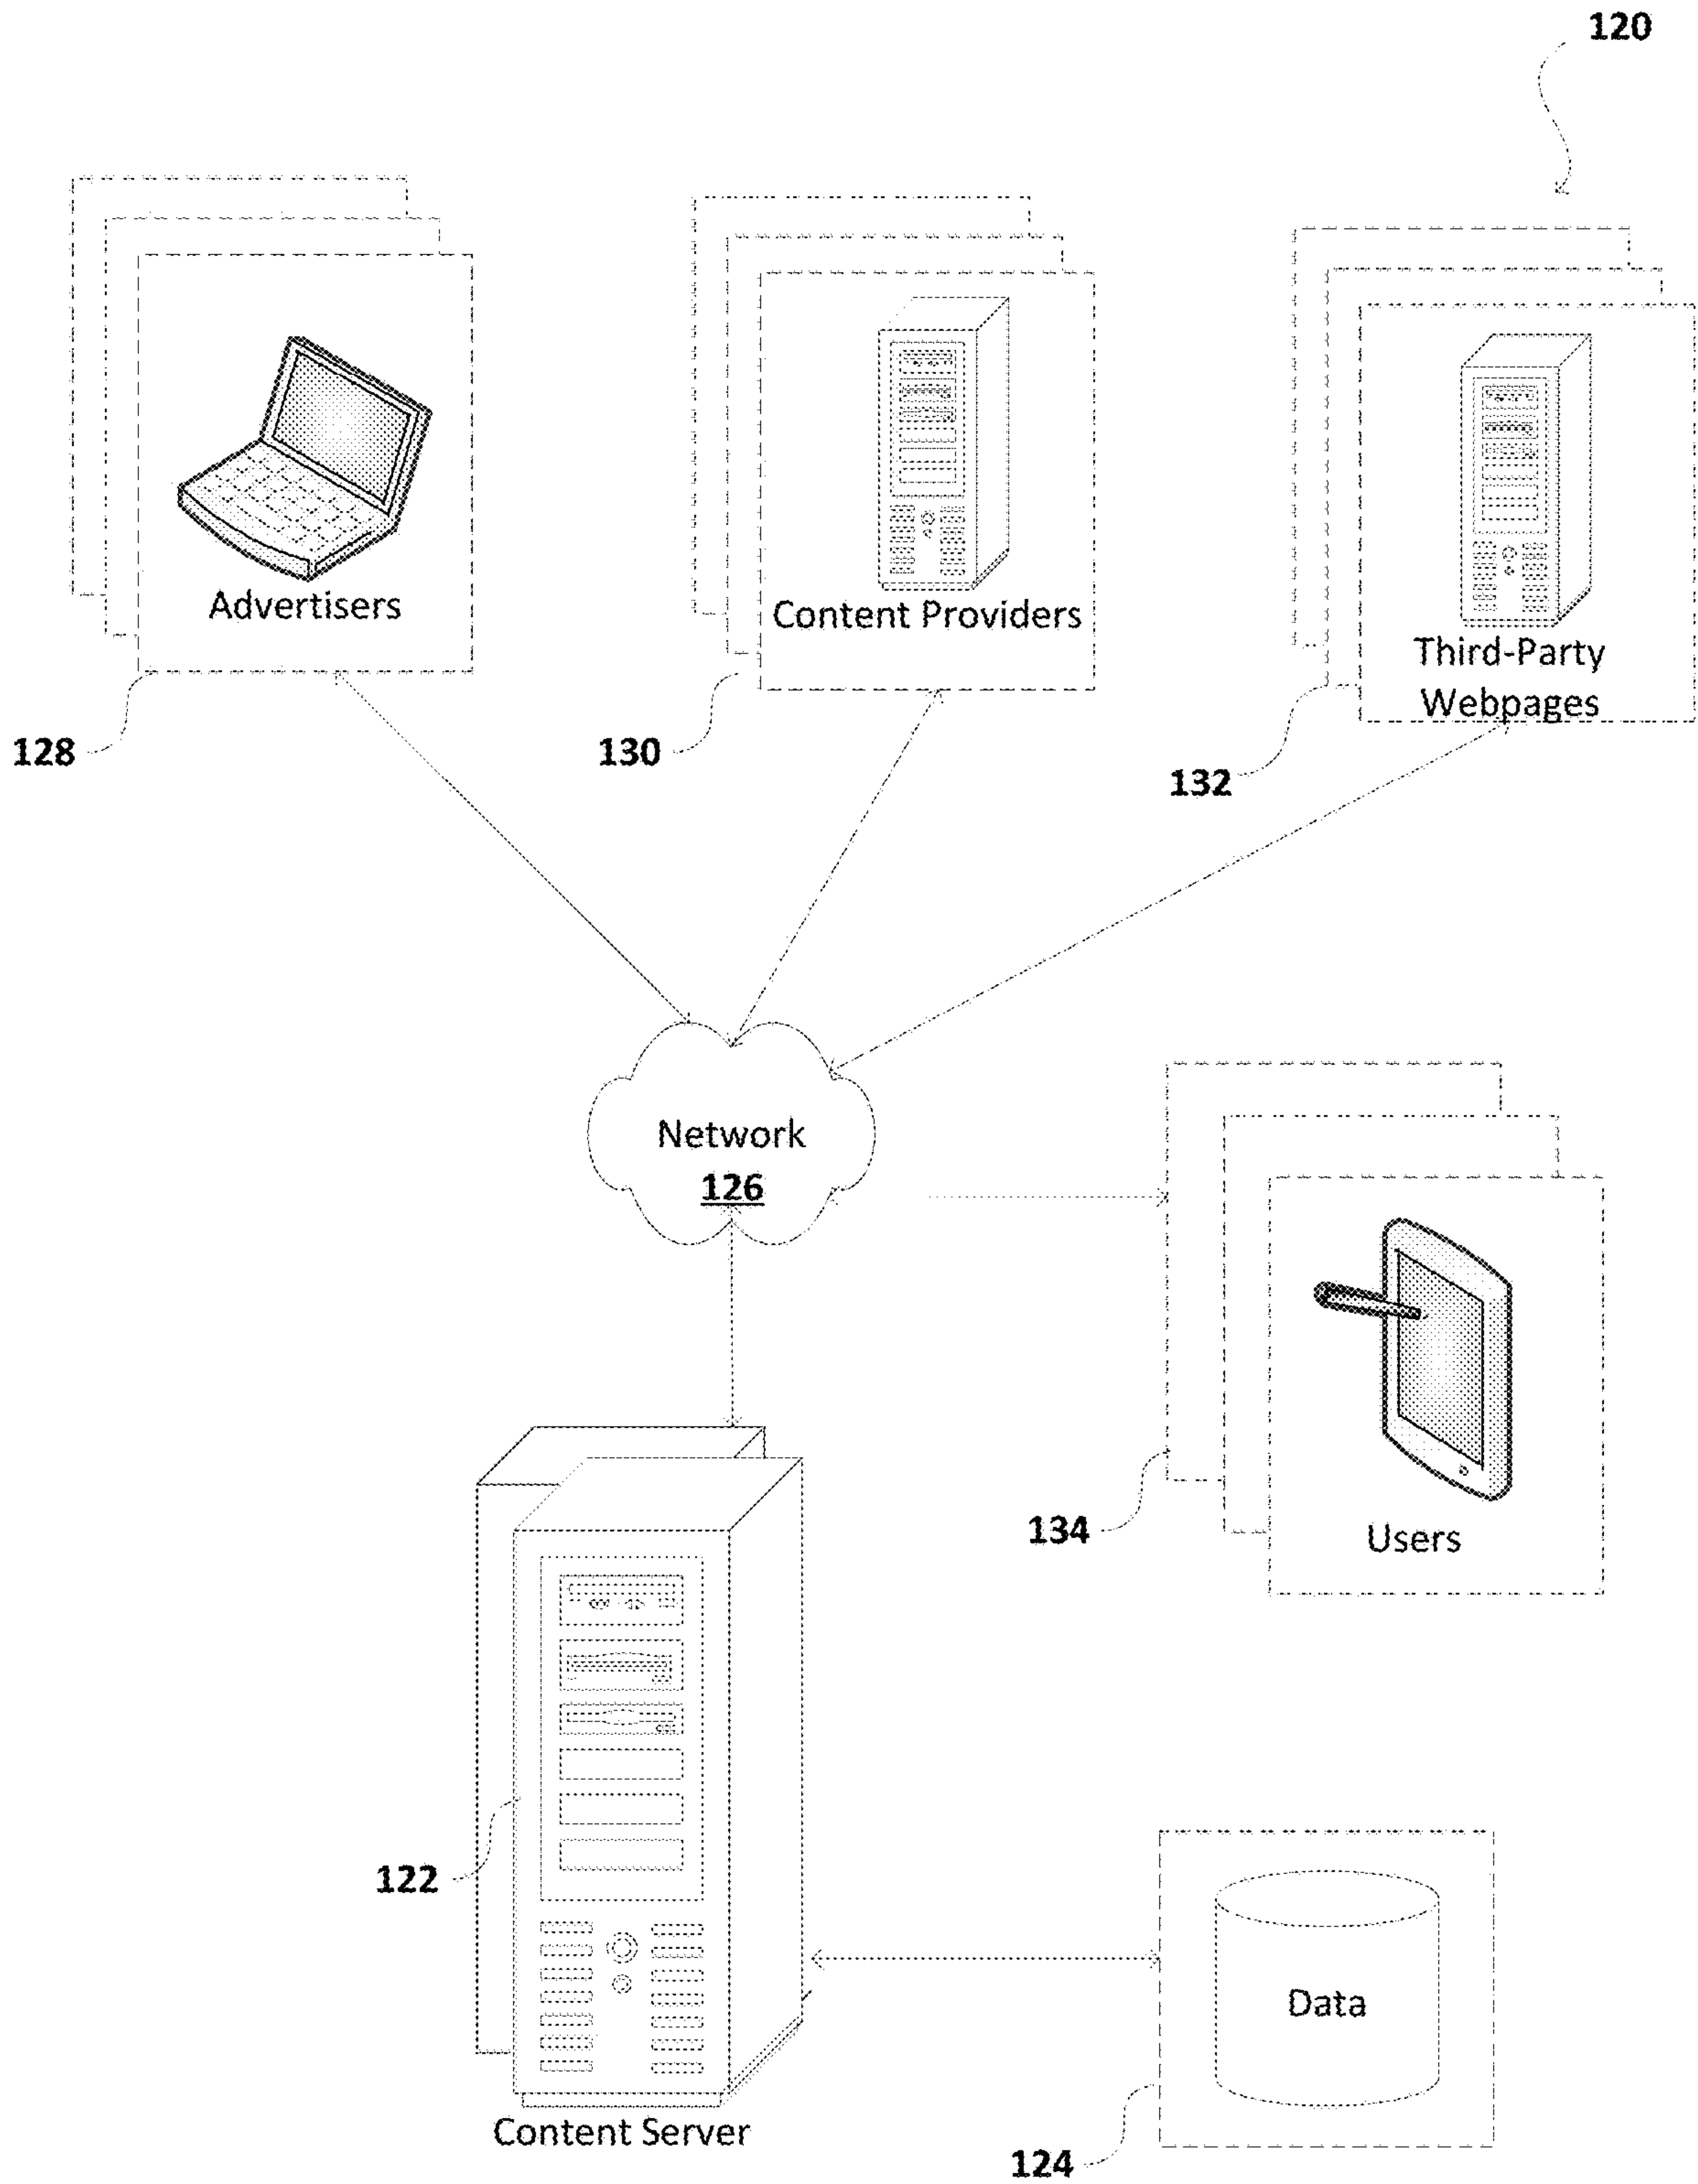 120
Advertisers
Content Providers
Third-Party
Webpages
128
130
132
Network
126
134
Users
122
Data
Content Server
124